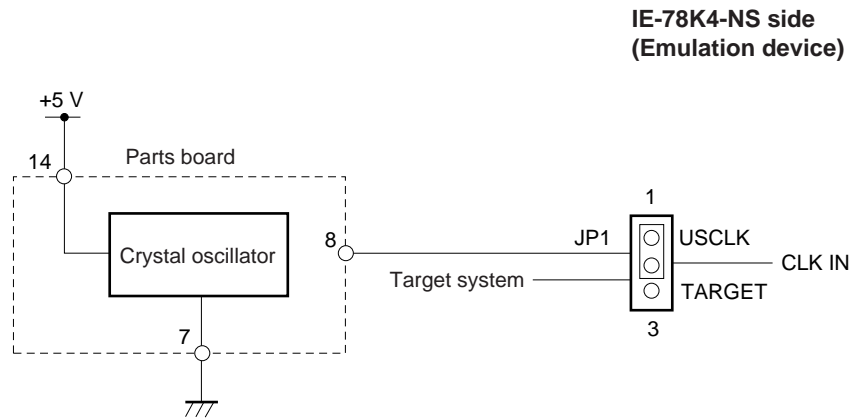 IE-78K4-NS side
(Emulation device)
+5 V
14
Parts board
1
Crystal oscillator
8
JP1
USCLK
CLK IN
Target system
TARGET
7
3